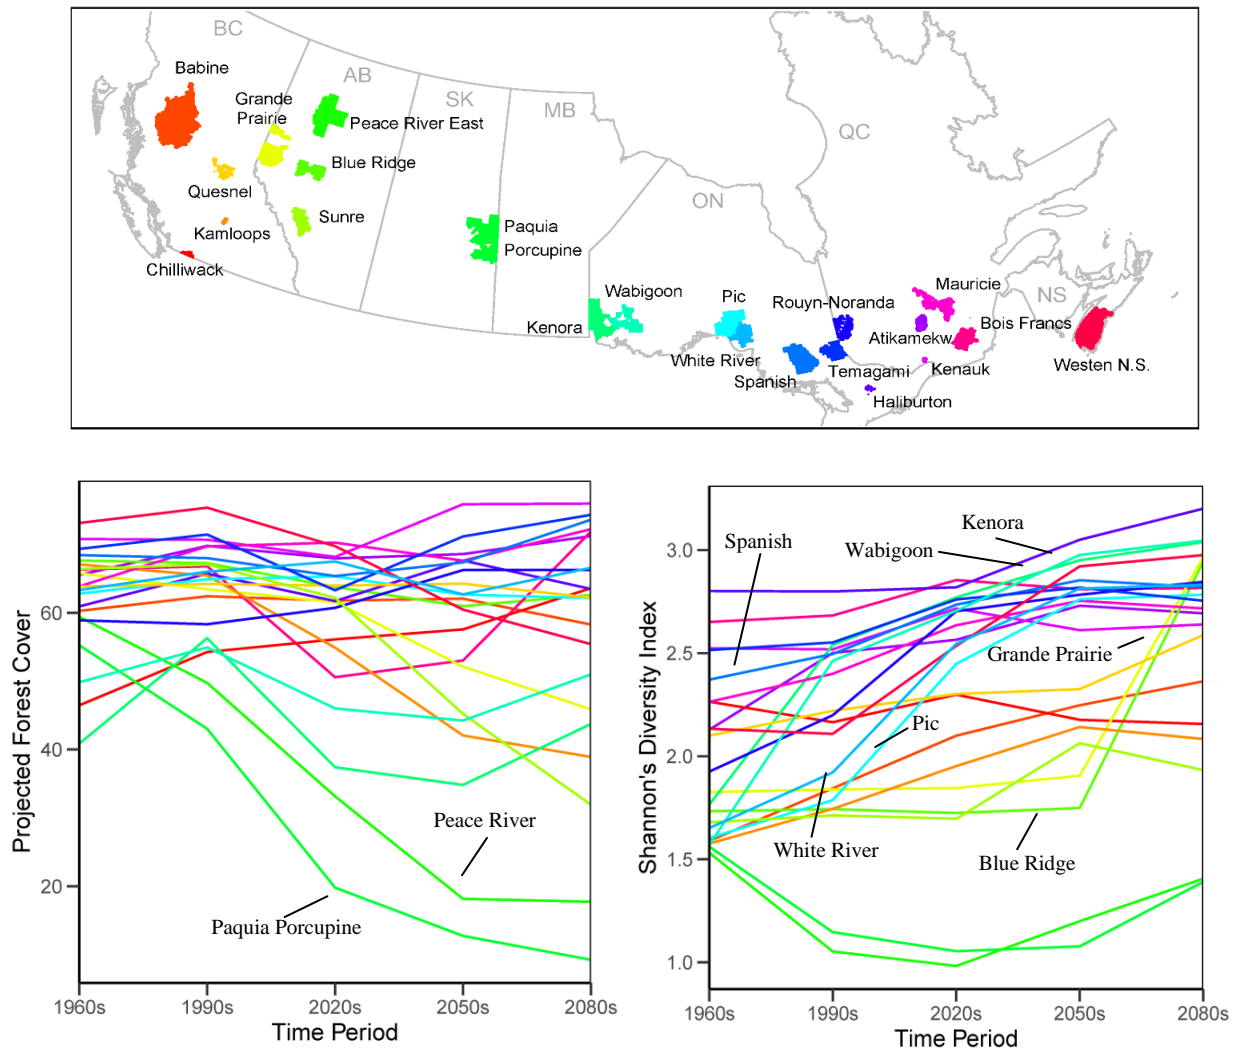 BC
Babine
AB
Grande
Prairie
SK
MB
Peace River East
QC
Blue Ridge
Quesnel
ON
Sunre
Kamloops
Paquia
Porcupine
Chilliwack
Wabigoon
Pic
Rouyn-Noranda
Mauricie
NS
Kenora
Atikamekw
Bois Francs
White River
Temagami
Kenauk
Westen N.S.
Spanish
Haliburton
Projected Forest Cover
60
40
20
Peace River
Paquia Porcupine
1960s
1990s
2020s
2050s
2080s
Time Period
Shannon's Diversity Index
3.0
2.5
2.0
1.5
1.0
Kenora
Spanish
Wabigoon
Grande Prairie
Pic
White River
Blue Ridge
1960s
1990s
2020s
2050s
2080s
Time Period